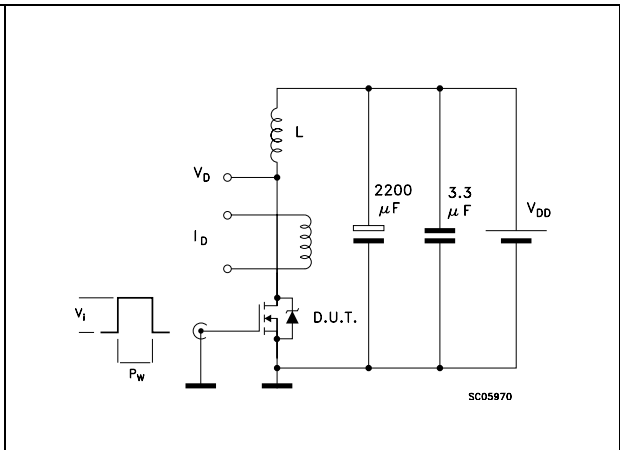 L
V_D
2200
μF
3.3
μF
V_DD
I_D
V_i
D.U.T.
P_W
SC05970